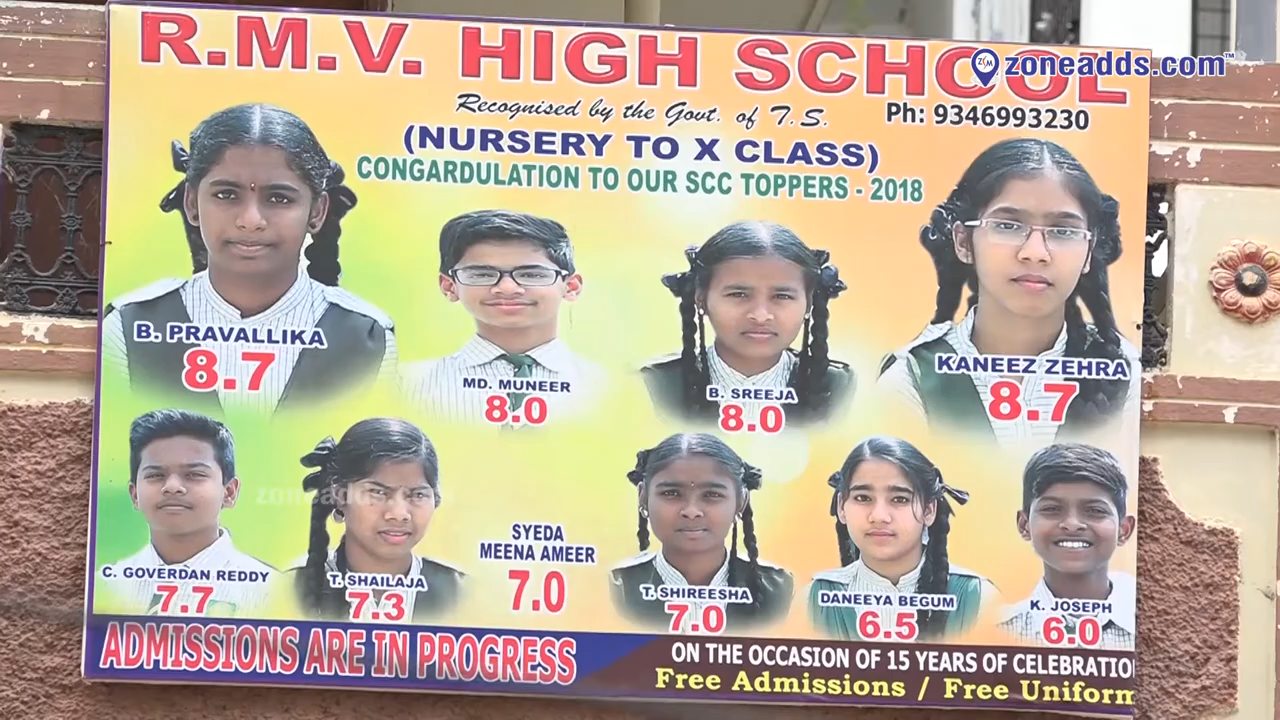 R.M.V. HIGH SCHOOL
zoneadds.com™
Recognised by the Govt. of T.S.
Ph: 9346993230
(NURSERY TO X CLASS)
CONGARDULATION TO OUR SCC TOPPERS - 2018
B. PRAVALLIKA
8.7
MD. MUNEER
8.0
B. SREEJA
8.0
KANEEZ ZEHRA
8.7
zoneadds.com
C. GOVERDAN REDDY
7.7
T. SHAILAJA
7.3
SYEDA
MEENA AMEER
7.0
T. SHIREESHA
7.0
DANEEYA BEGUM
6.5
K. JOSEPH
6.0
ADMISSIONS ARE IN PROGRESS
ON THE OCCASION OF 15 YEARS OF CELEBRATIO
Free Admissions / Free Uniform